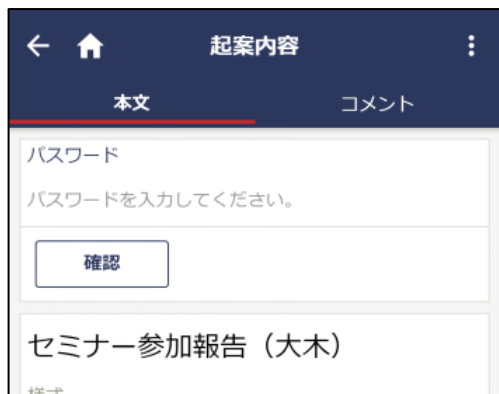 起案内容
本文
コメント
パスワード
パスワードを入力してください。
確認
セミナー参加報告（大木）
様式